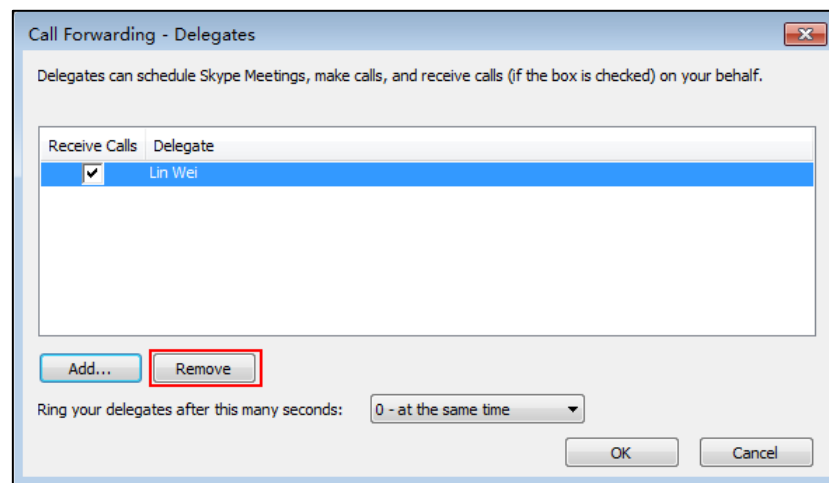 Call Forwarding - Delegates
Delegates can schedule Skype Meetings, make calls, and receive calls (if the box is checked) on your behalf.
Receive Calls Delegate
Lin Wei
Add... Remove
Ring your delegates after this many seconds: 0 - at the same time
OK Cancel